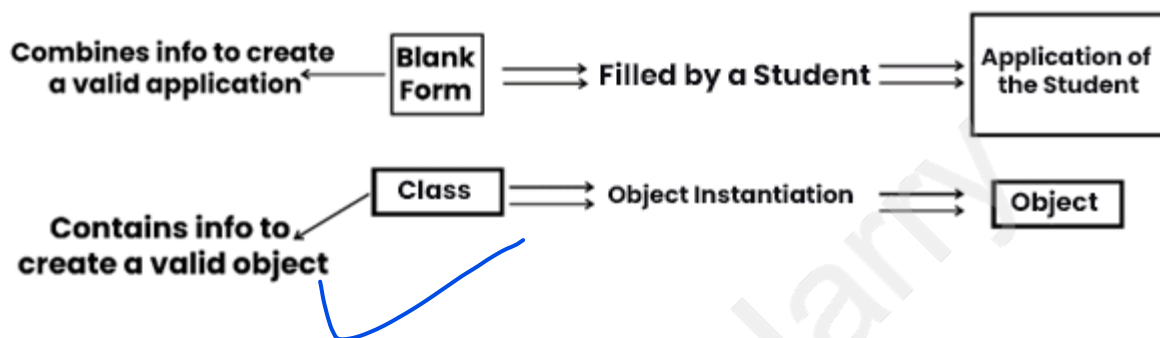 Combines info to create
a valid application
Blank
Form
Filled by a Student
Application of
the Student
Class
Object Instantiation
Object
Contains info to
create a valid object